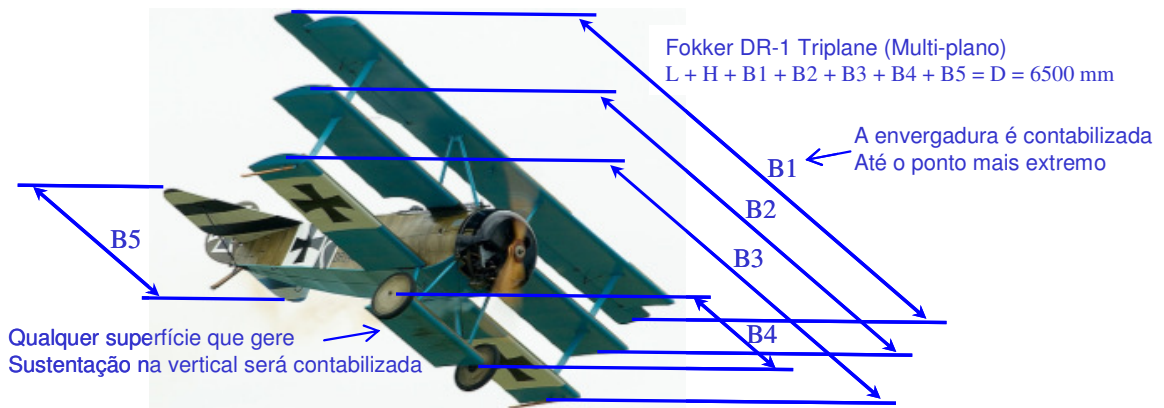 Fokker DR-1 Triplane (Multi-plano)
L + H + B1 + B2 + B3 + B4 + B5 = D = 6500 mm
A envergadura é contabilizada
Até o ponto mais extremo
B1
B2
B3
B5
B4
Qualquer superfície que gere
Sustentação na vertical será contabilizada